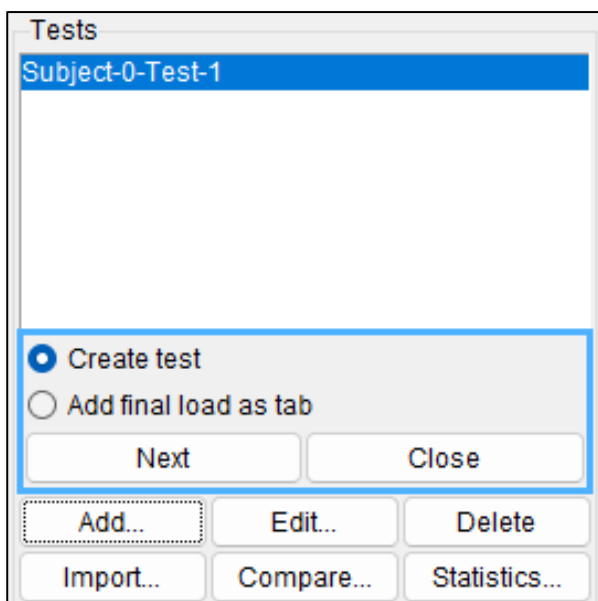 Tests
Subject-0-Test-1
Create test
Add final load as tab
Next Close
Add... Edit... Delete
Import... Compare... Statistics...